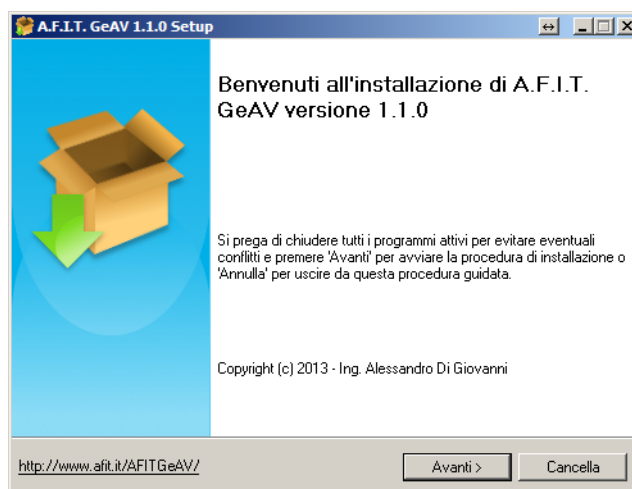 A.F.I.T. GeAV 1.1.0 Setup
Benvenuti all'installazione di A.F.I.T.
GeAV versione 1.1.0
Si prega di chiudere tutti i programmi attivi per evitare eventuali
conflitti e premere 'Avanti' per avviare la procedura di installazione o
'Annulla' per uscire da questa procedura guidata.
Copyright (c) 2013 - Ing. Alessandro Di Giovanni
http://www.afit.it/AFITGeAV/
Avanti >
Cancella